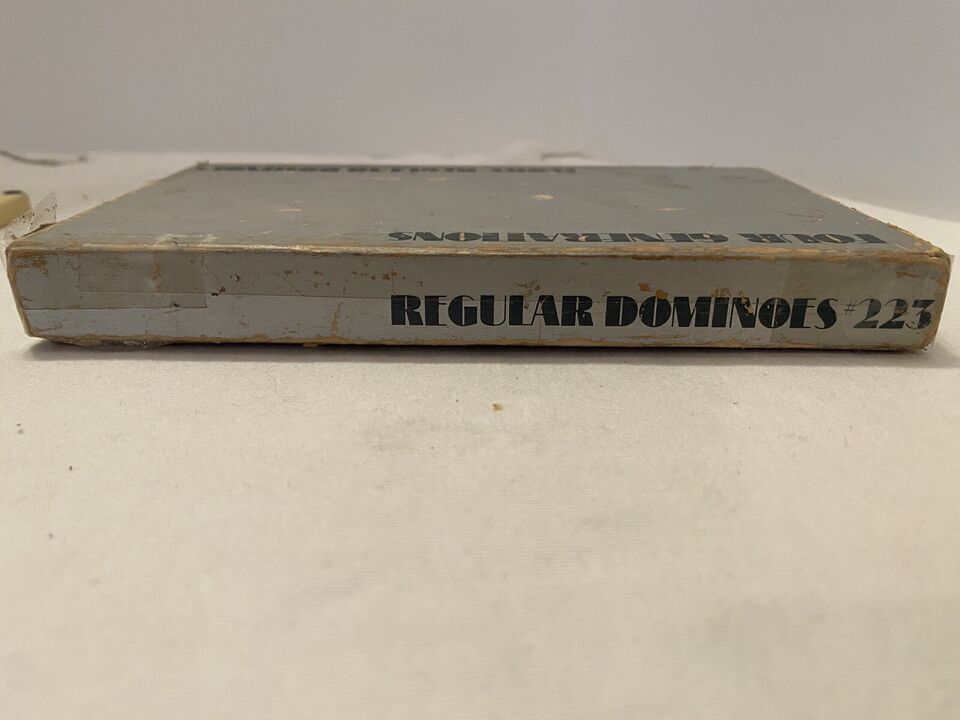 REGULAR DOMINOES #223
FOUR GENERATIONS